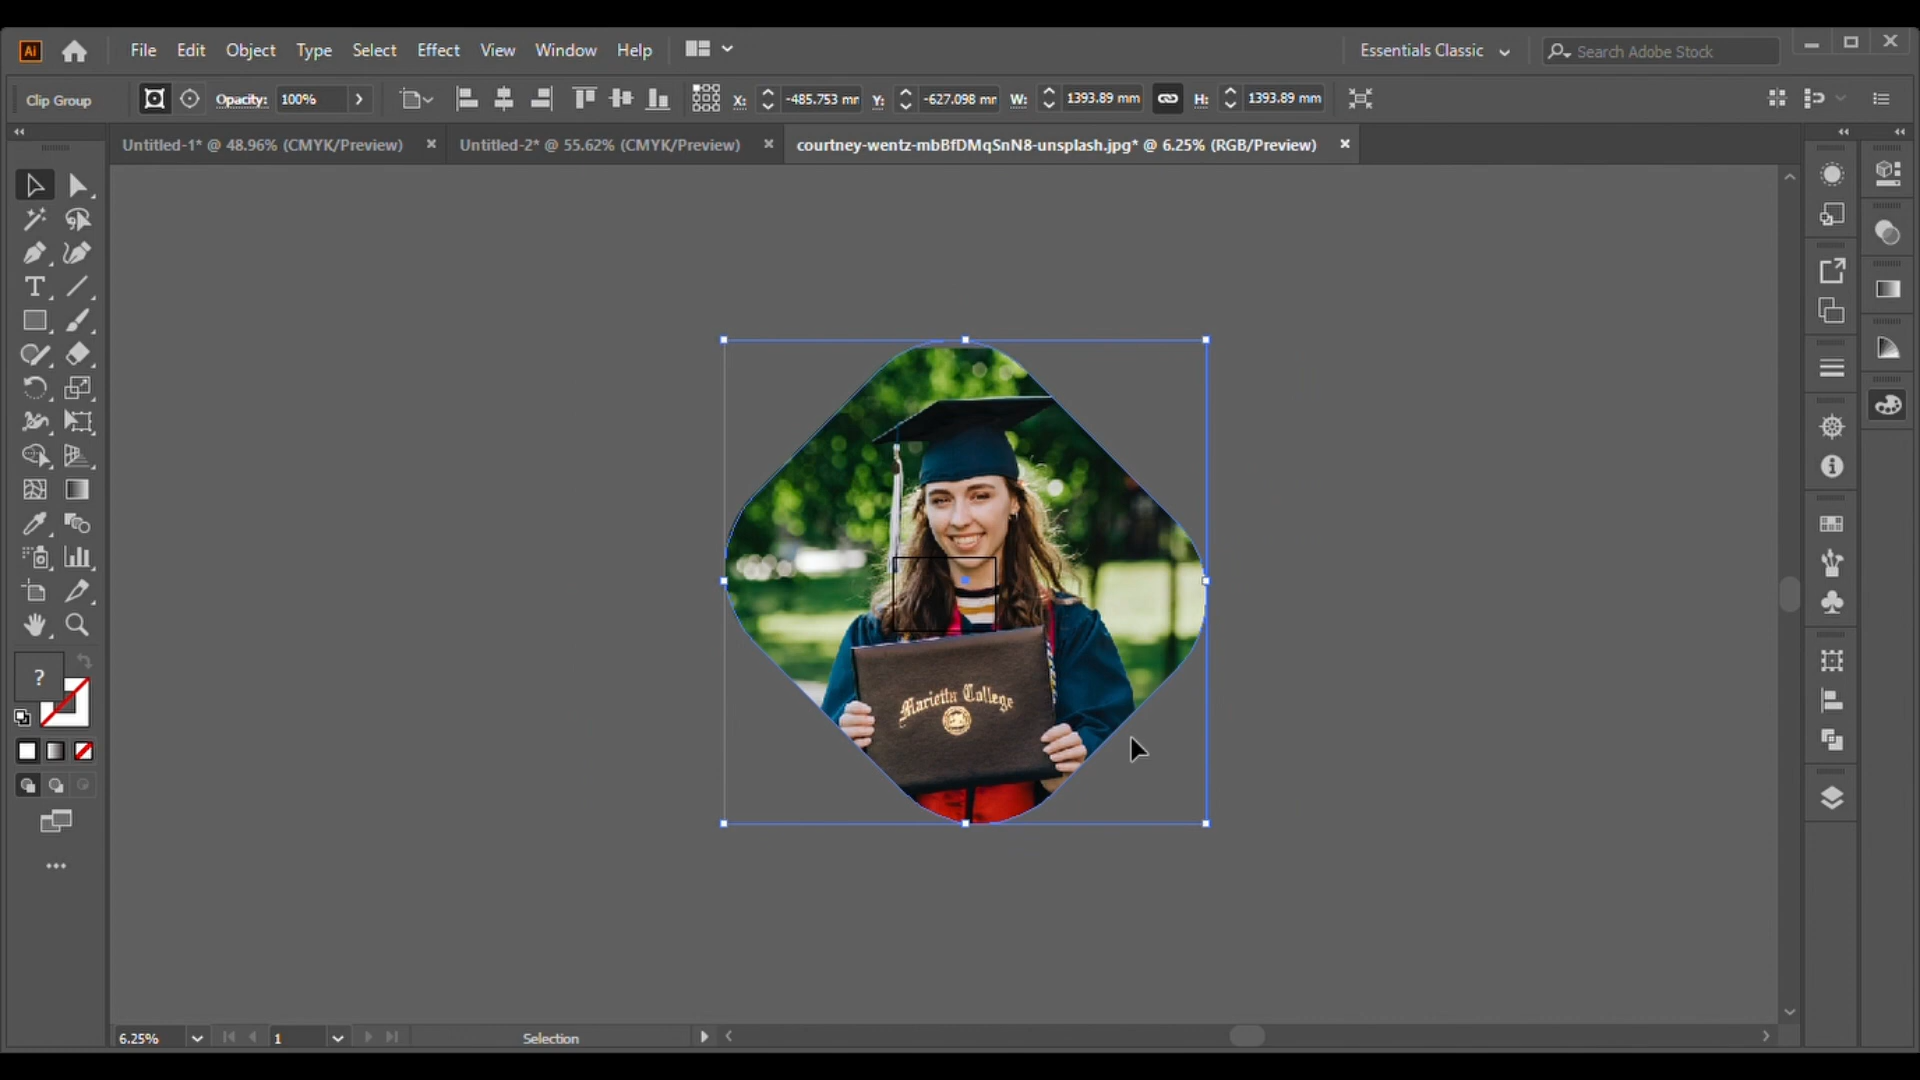 Ai File Edit Object Type Select Effect View Window Help Essentials Classic Search Adobe Stock
Clip Group Opacity: 100% X: -485.753 mm Y: -627.098 mm W: 1393.89 mm H: 1393.89 mm
Untitled-1* @ 48.96% (CMYK/Preview) Untitled-2* @ 55.62% (CMYK/Preview) courtney-wentz-mbBfDMqSnN8-unsplash.jpg* @ 6.25% (RGB/Preview)
T
?
Marietta College
6.25% 1 Selection